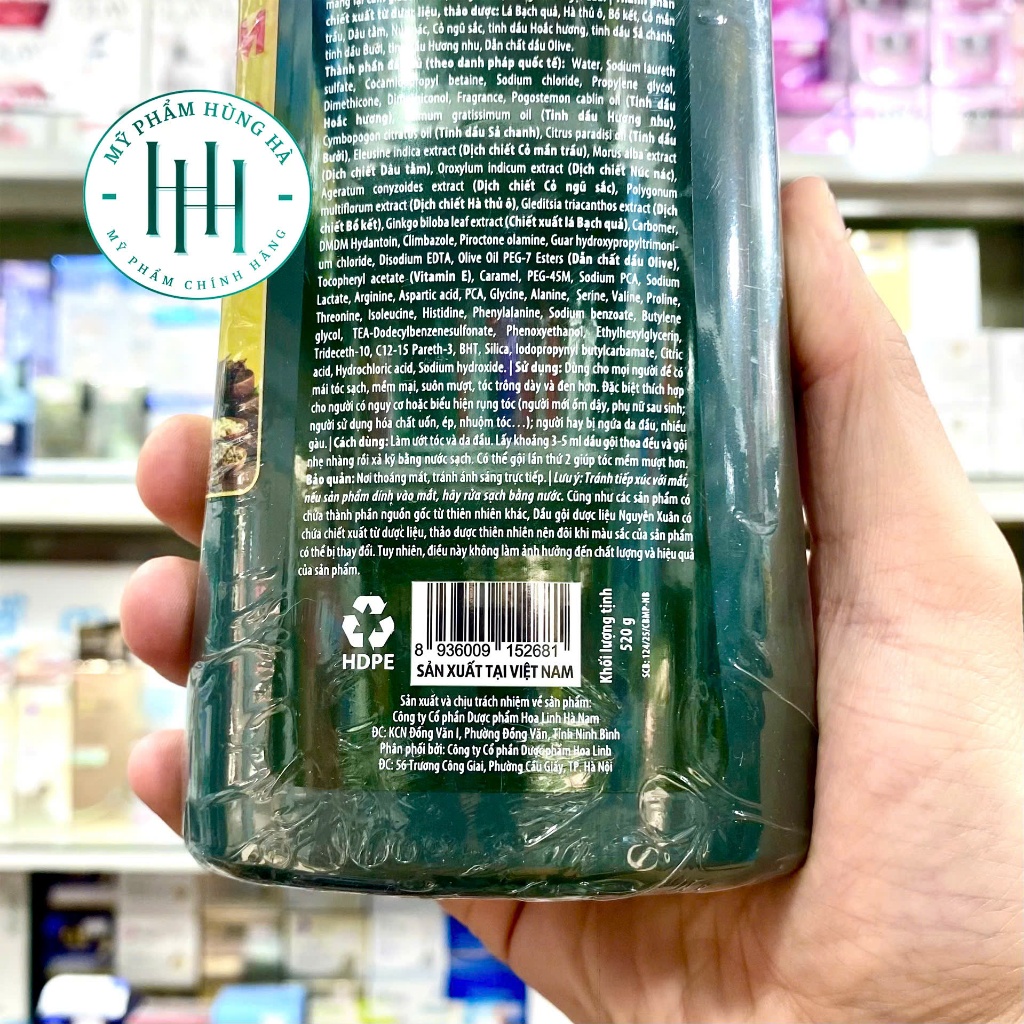 chiết xuất từ dược liệu, thảo dược: Lá Bạch quả, Hà thủ ô, Bồ kết, Cỏ mần
trầu, Dâu tằm, Núc nác, Cỏ ngũ sắc, tinh dầu Hoắc hương, tinh dầu Sả chanh,
tinh dầu Bưởi, tinh dầu Hương nhu, Dẫn chất dầu Olive.
Thành phần đầy đủ (theo danh pháp quốc tế): Water, Sodium laureth
sulfate, Cocamidopropyl betaine, Sodium chloride, Propylene glycol,
Dimethicone, Dimethiconol, Fragrance, Pogostemon cablin oil (Tinh dầu
Hoắc hương), Ocimum gratissimum oil (Tinh dầu Hương nhu),
Cymbopogon citratus oil (Tinh dầu Sả chanh), Citrus paradisi oil (Tinh dầu
Bưởi), Eleusine indica extract (Dịch chiết Cỏ mần trầu), Morus alba extract
(Dịch chiết Dâu tằm), Oroxylum indicum extract (Dịch chiết Núc nác),
Ageratum conyzoides extract (Dịch chiết Cỏ ngũ sắc), Polygonum
multiflorum extract (Dịch chiết Hà thủ ô), Gleditsia triacanthos extract (Dịch
chiết Bồ kết), Ginkgo biloba leaf extract (Chiết xuất lá Bạch quả), Carbomer,
DMDM Hydantoin, Climbazole, Piroctone olamine, Guar hydroxypropyltrimoni-
um chloride, Disodium EDTA, Olive Oil PEG-7 Esters (Dẫn chất dầu Olive),
Tocopheryl acetate (Vitamin E), Caramel, PEG-45M, Sodium PCA, Sodium
Lactate, Arginine, Aspartic acid, PCA, Glycine, Alanine, Serine, Valine, Proline,
Threonine, Isoleucine, Histidine, Phenylalanine, Sodium benzoate, Butylene
glycol, TEA-Dodecylbenzenesulfonate, Phenoxyethanol, Ethylhexylglycerin,
Trideceth-10, C12-15 Pareth-3, BHT, Silica, Iodopropynyl butylcarbamate, Citric
acid, Hydrochloric acid, Sodium hydroxide. | Sử dụng: Dùng cho mọi người để có
mái tóc sạch, mềm mại, suôn mượt, tóc trông dày và đen hơn. Đặc biệt thích hợp
cho người có nguy cơ hoặc biểu hiện rụng tóc (người mới ốm dậy, phụ nữ sau sinh;
người sử dụng hóa chất uốn, ép, nhuộm tóc…); người hay bị ngứa da đầu, nhiều
gàu. | Cách dùng: Làm ướt tóc và da đầu. Lấy khoảng 3-5 ml dầu gội thoa đều và gội
nhẹ nhàng rồi xả kỹ bằng nước sạch. Có thể gội lần thứ 2 giúp tóc mềm mượt hơn.
Bảo quản: Nơi thoáng mát, tránh ánh sáng trực tiếp. | Lưu ý: Tránh tiếp xúc với mắt,
nếu sản phẩm dính vào mắt, hãy rửa sạch bằng nước. Cũng như các sản phẩm có
chứa thành phần nguồn gốc từ thiên nhiên khác, Dầu gội dược liệu Nguyên Xuân có
chứa chiết xuất từ dược liệu, thảo dược thiên nhiên nên đôi khi màu sắc của sản phẩm
có thể bị thay đổi. Tuy nhiên, điều này không làm ảnh hưởng đến chất lượng và hiệu quả
của sản phẩm.
HDPE
8 936009 152681
SẢN XUẤT TẠI VIỆT NAM
Khối lượng tịnh
520 g
SCB: 124/25/CBMP-NB
Sản xuất và chịu trách nhiệm về sản phẩm:
Công ty Cổ phần Dược phẩm Hoa Linh Hà Nam
ĐC: KCN Đồng Văn I, Phường Đồng Văn, Tỉnh Ninh Bình
Phân phối bởi: Công ty Cổ phần Dược phẩm Hoa Linh
ĐC: 56 Trương Công Giai, Phường Cầu Giấy, TP. Hà Nội
MỸ PHẨM HÙNG HÀ
HH
MỸ PHẨM CHÍNH HÃNG